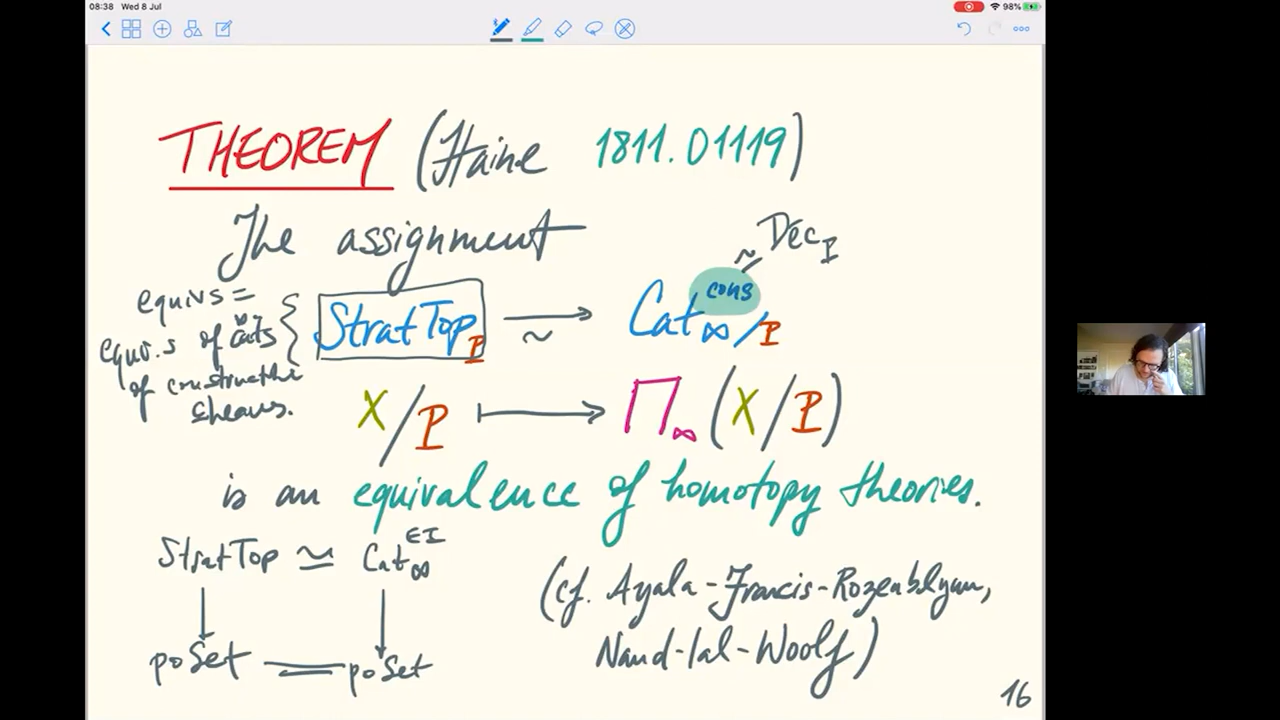 08:38 Wed 8 Jul
98%
THEOREM (Haine 1811.01119)
The assignment
Déc_P
equivs =
equiv.s of cats
of constructible
sheaves.
StratTop_P ⟶ Cat_∞/P^cons
∼
X/P ⟼ Π_∞(X/P)
is an equivalence of homotopy theories.
StratTop ≃ Cat_∞^EI
poSet = poSet
(cf. Ayala-Francis-Rozenblyum,
Nand-lal-Woolf)
16